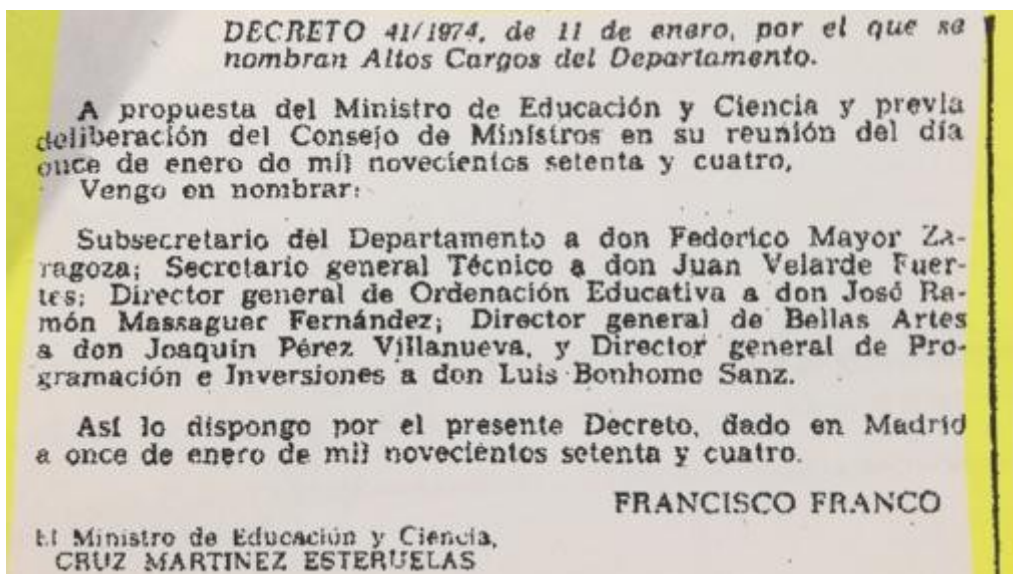 DECRETO 41/1974, de 11 de enero, por el que se
nombran Altos Cargos del Departamento.
A propuesta del Ministro de Educación y Ciencia y previa
deliberación del Consejo de Ministros en su reunión del día
once de enero de mil novecientos setenta y cuatro,
Vengo en nombrar:
Subsecretario del Departamento a don Federico Mayor Za-
ragoza; Secretario general Técnico a don Juan Velarde Fuer-
tes; Director general de Ordenación Educativa a don José Ra-
món Massaguer Fernández; Director general de Bellas Artes
a don Joaquín Pérez Villanueva, y Director general de Pro-
gramación e Inversiones a don Luis Bonhome Sanz.
Así lo dispongo por el presente Decreto, dado en Madrid
a once de enero de mil novecientos setenta y cuatro.
FRANCISCO FRANCO
El Ministro de Educación y Ciencia,
CRUZ MARTINEZ ESTERUELAS